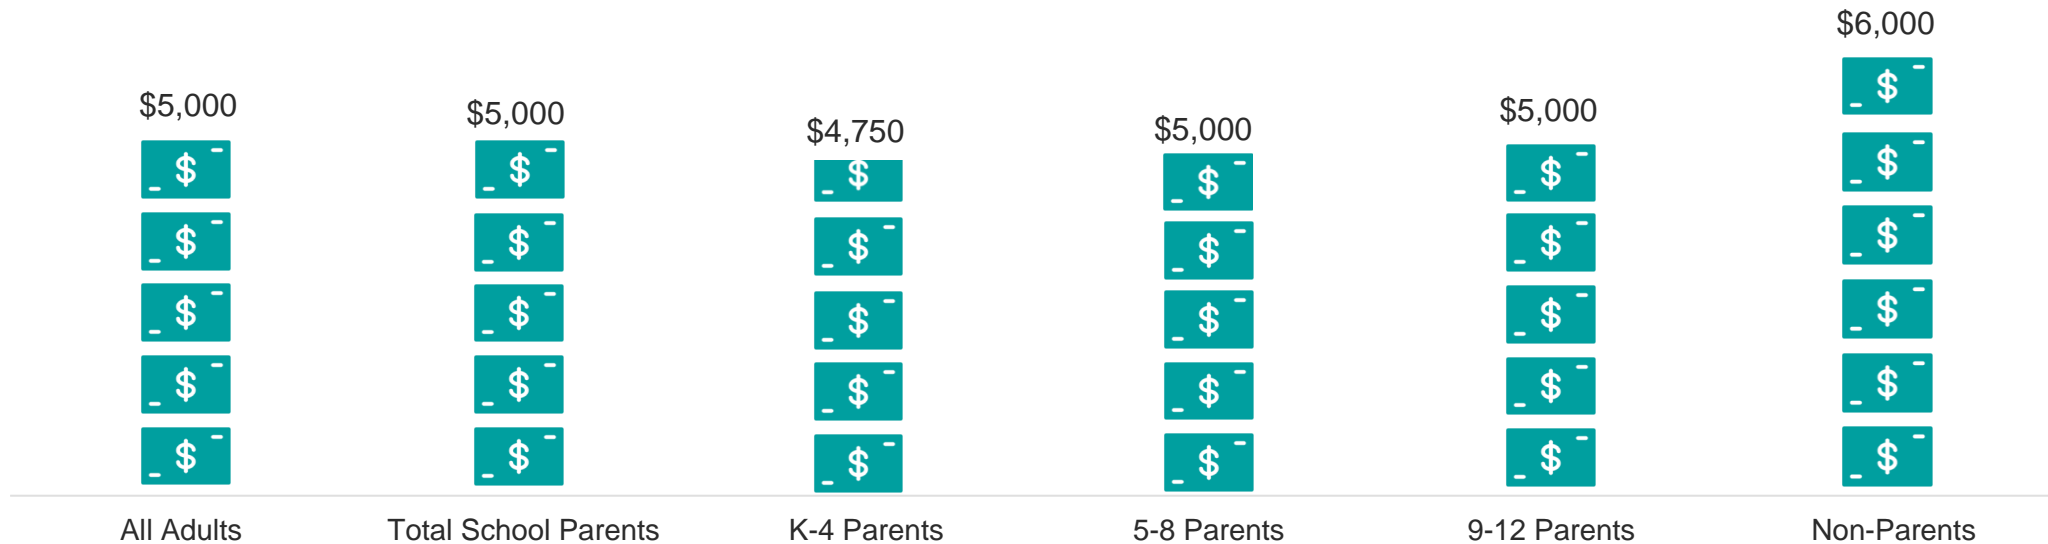 $6,000
$5,000
$5,000
$4,750
$5,000
$5,000
All Adults
Total School Parents
K-4 Parents
5-8 Parents
9-12 Parents
Non-Parents